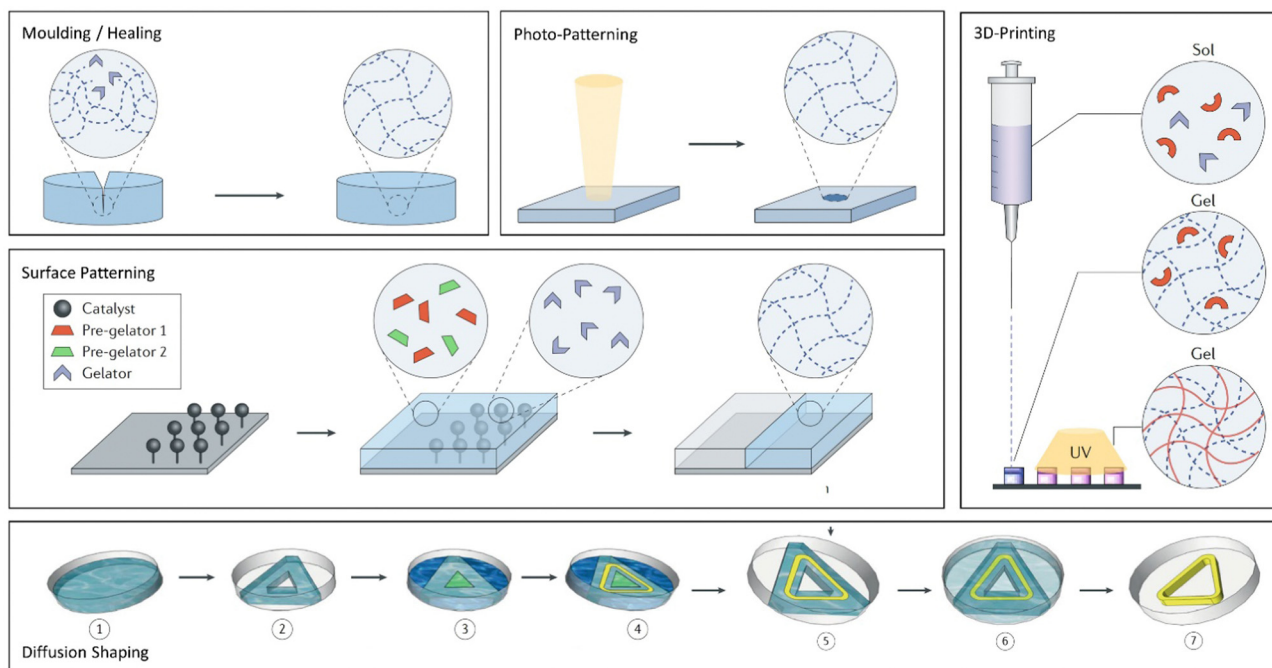 Moulding / Healing
Photo-Patterning
3D-Printing
Sol
Gel
Gel
UV
Surface Patterning
Catalyst
Pre-gelator 1
Pre-gelator 2
Gelator
1
2
3
4
5
6
7
Diffusion Shaping